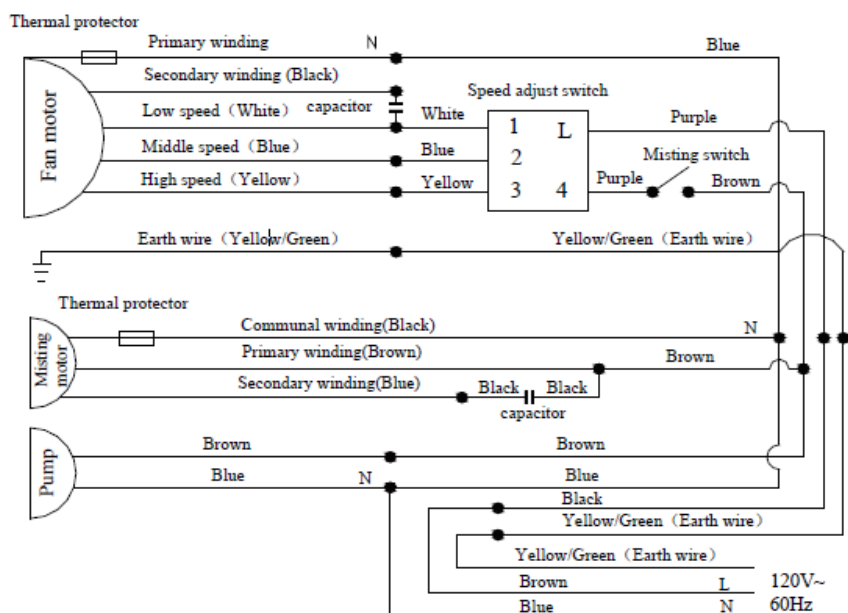 Thermal protector
Primary winding
N
Blue
Secondary winding (Black)
capacitor
Speed adjust switch
Low speed（White）
White
1
L
Purple
Fan motor
Middle speed（Blue）
Blue
2
Misting switch
High speed（Yellow）
Yellow
3
4
Purple
Brown
Earth wire（Yellow/Green）
Yellow/Green（Earth wire）
Thermal protector
Communal winding(Black)
N
Misting
motor
Primary winding(Brown)
Brown
Secondary winding(Blue)
Black
Black
capacitor
Pump
Brown
Brown
Blue
N
Blue
Black
Yellow/Green（Earth wire）
Yellow/Green（Earth wire）
Brown
L
120V~
Blue
N
60Hz